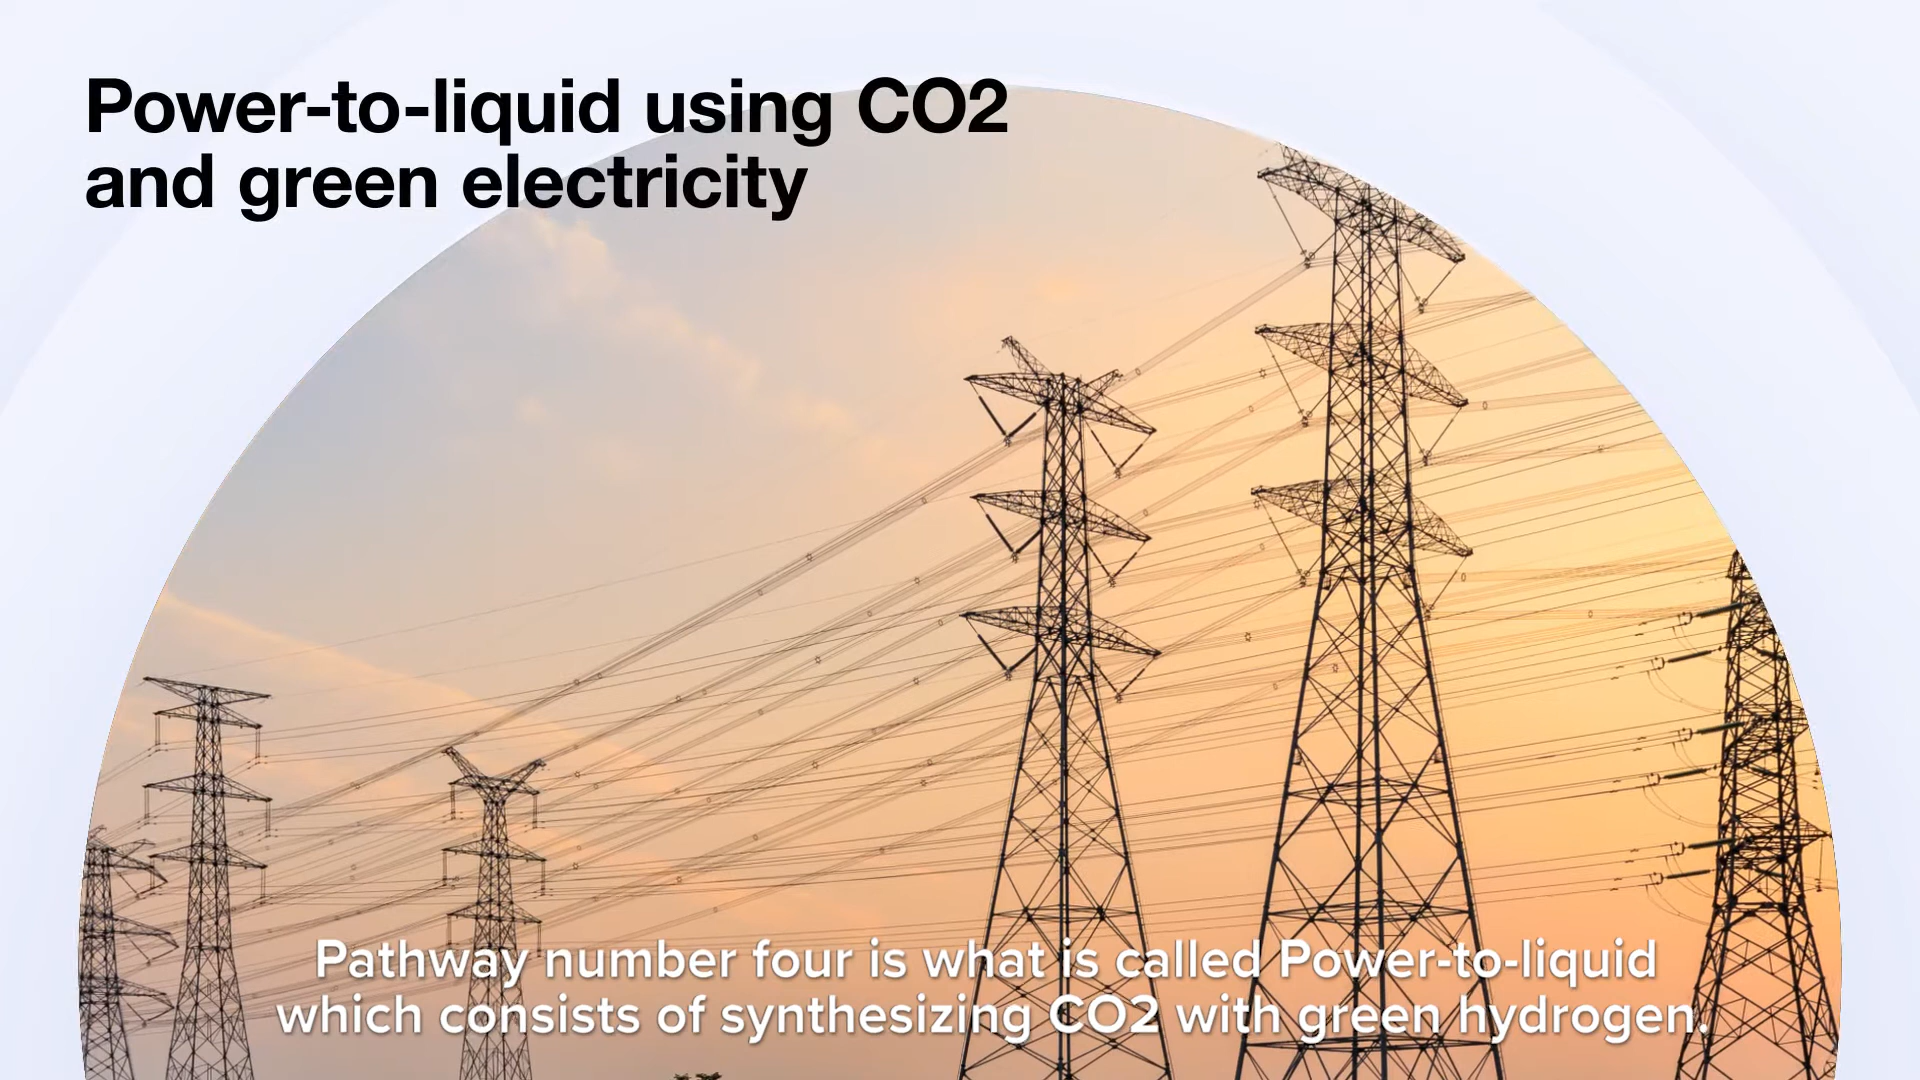 Power-to-liquid using CO2
and green electricity
Pathway number four is what is called Power-to-liquid
which consists of synthesizing CO2 with green hydrogen.